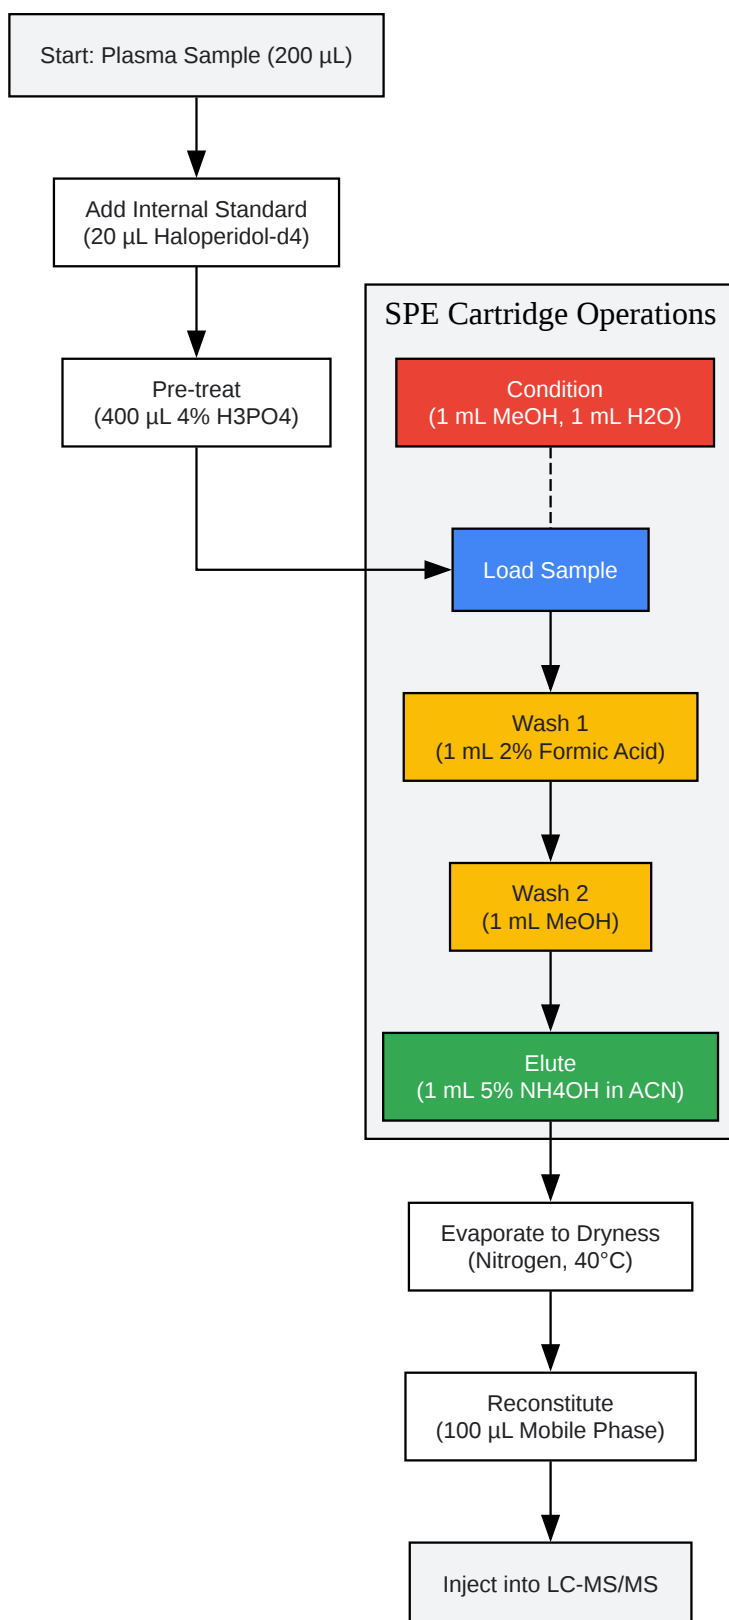 Start: Plasma Sample (200 µL)
Add Internal Standard
(20 µL Haloperidol-d4)
Pre-treat
(400 µL 4% H3PO4)
SPE Cartridge Operations
Condition
(1 mL MeOH, 1 mL H2O)
Load Sample
Wash 1
(1 mL 2% Formic Acid)
Wash 2
(1 mL MeOH)
Elute
(1 mL 5% NH4OH in ACN)
Evaporate to Dryness
(Nitrogen, 40°C)
Reconstitute
(100 µL Mobile Phase)
Inject into LC-MS/MS